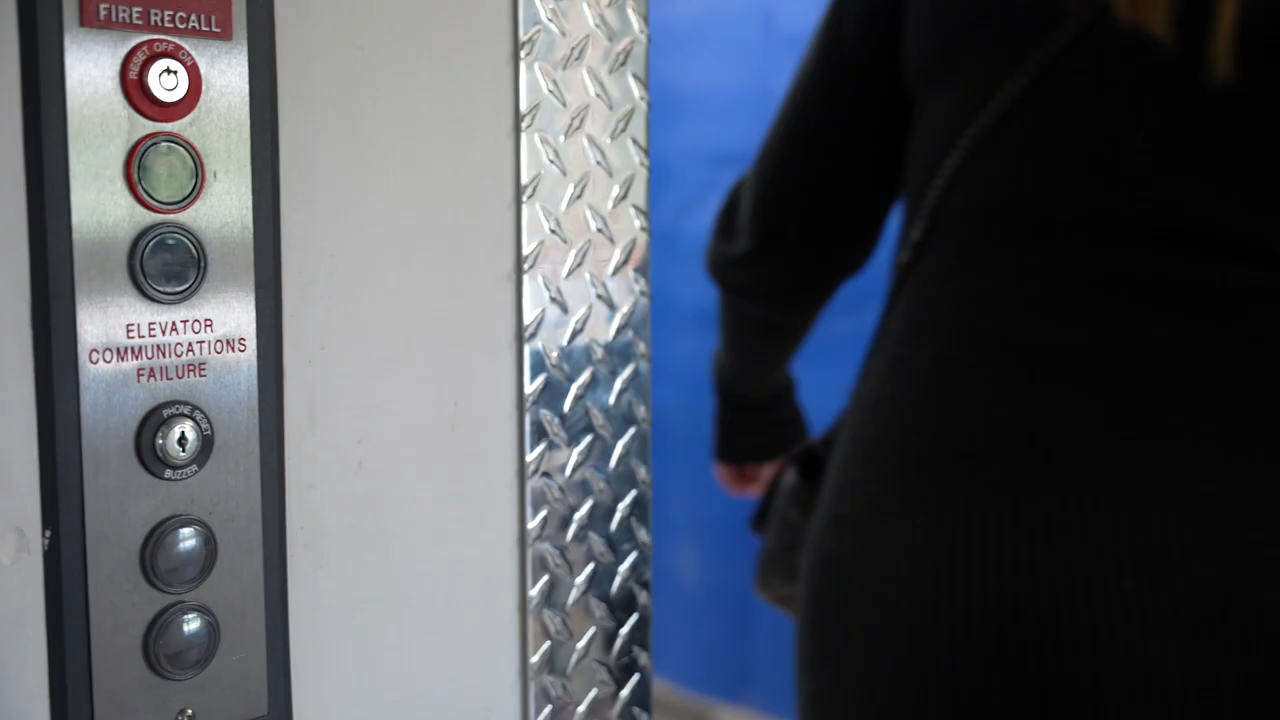 FIRE RECALL
RESET OFF ON
ELEVATOR
COMMUNICATIONS
FAILURE
PHONE RESET
BUZZER